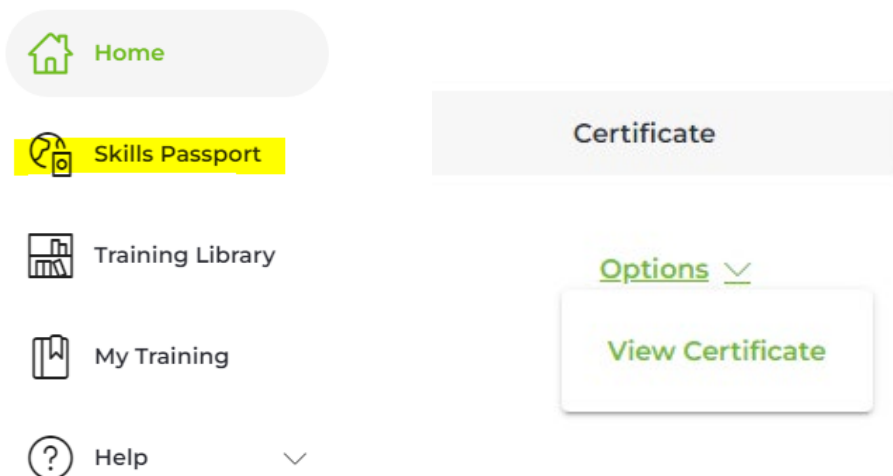 Home
Skills Passport
Training Library
My Training
Help
Certificate
Options
View Certificate